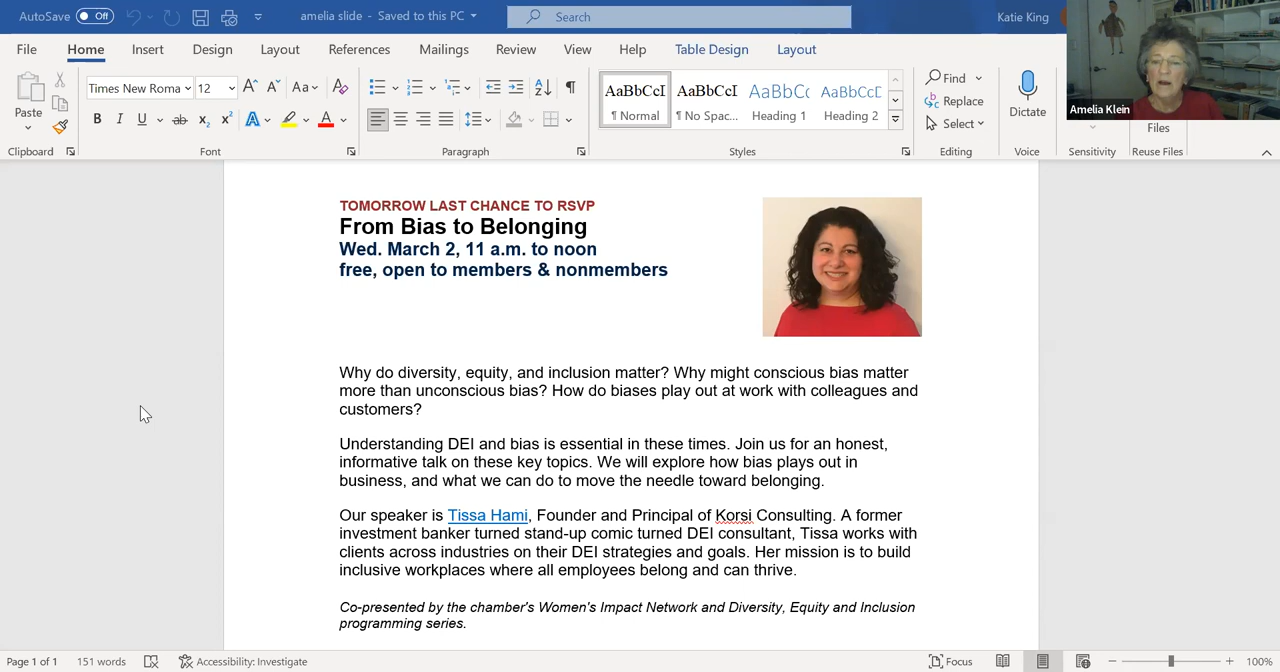 AutoSave Off amelia slide - Saved to this PC Search Katie King
File Home Insert Design Layout References Mailings Review View Help Table Design Layout
Amelia Klein
Paste Times New Roma 12 Aa AaBbCcI AaBbCcI AaBbCc AaBbCcE Find Replace Select Dictate
B I U ab x2 x2 A A ¶ Normal ¶ No Spac... Heading 1 Heading 2 Files
Clipboard Font Paragraph Styles Editing Voice Sensitivity Reuse Files
TOMORROW LAST CHANCE TO RSVP
From Bias to Belonging
Wed. March 2, 11 a.m. to noon
free, open to members & nonmembers
Why do diversity, equity, and inclusion matter? Why might conscious bias matter
more than unconscious bias? How do biases play out at work with colleagues and
customers?
Understanding DEI and bias is essential in these times. Join us for an honest,
informative talk on these key topics. We will explore how bias plays out in
business, and what we can do to move the needle toward belonging.
Our speaker is Tissa Hami, Founder and Principal of Korsi Consulting. A former
investment banker turned stand-up comic turned DEI consultant, Tissa works with
clients across industries on their DEI strategies and goals. Her mission is to build
inclusive workplaces where all employees belong and can thrive.
Co-presented by the chamber's Women's Impact Network and Diversity, Equity and Inclusion
programming series.
Page 1 of 1 151 words Accessibility: Investigate Focus 100%